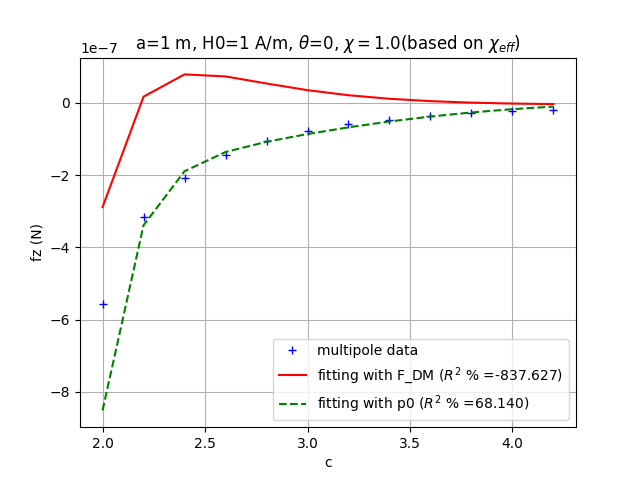 a=1 m, H0=1 A/m, θ=0, χ = 1.0(based on χ_eff)
1e−7
0
−2
−4
−6
−8
fz (N)
2.0 2.5 3.0 3.5 4.0
c
multipole data
fitting with F_DM (R² % =-837.627)
fitting with p0 (R² % =68.140)